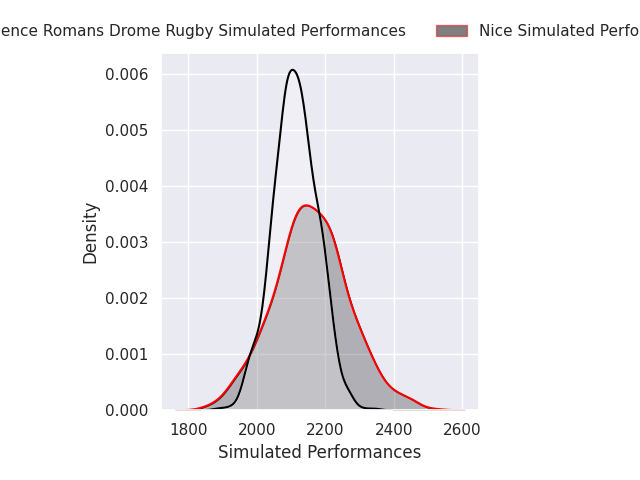 ence Romans Drome Rugby Simulated Performances Nice Simulated Perfo
0.006
0.005
0.004
0.003
0.002
0.001
0.000
Density
1800 2000 2200 2400 2600
Simulated Performances